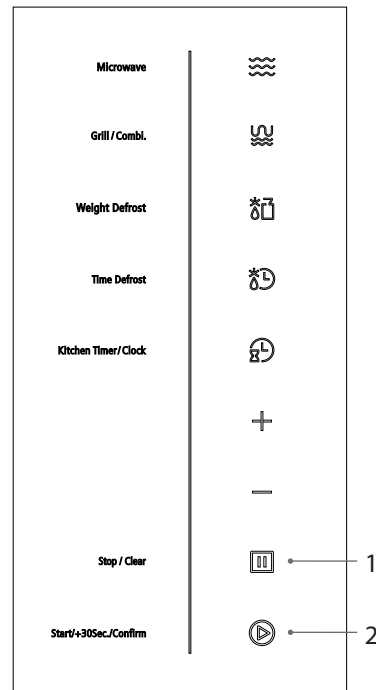 Microwave
Grill / Combi.
Weight Defrost
Time Defrost
Kitchen Timer/Clock
Stop / Clear
1
Start/+30Sec./Confirm
2